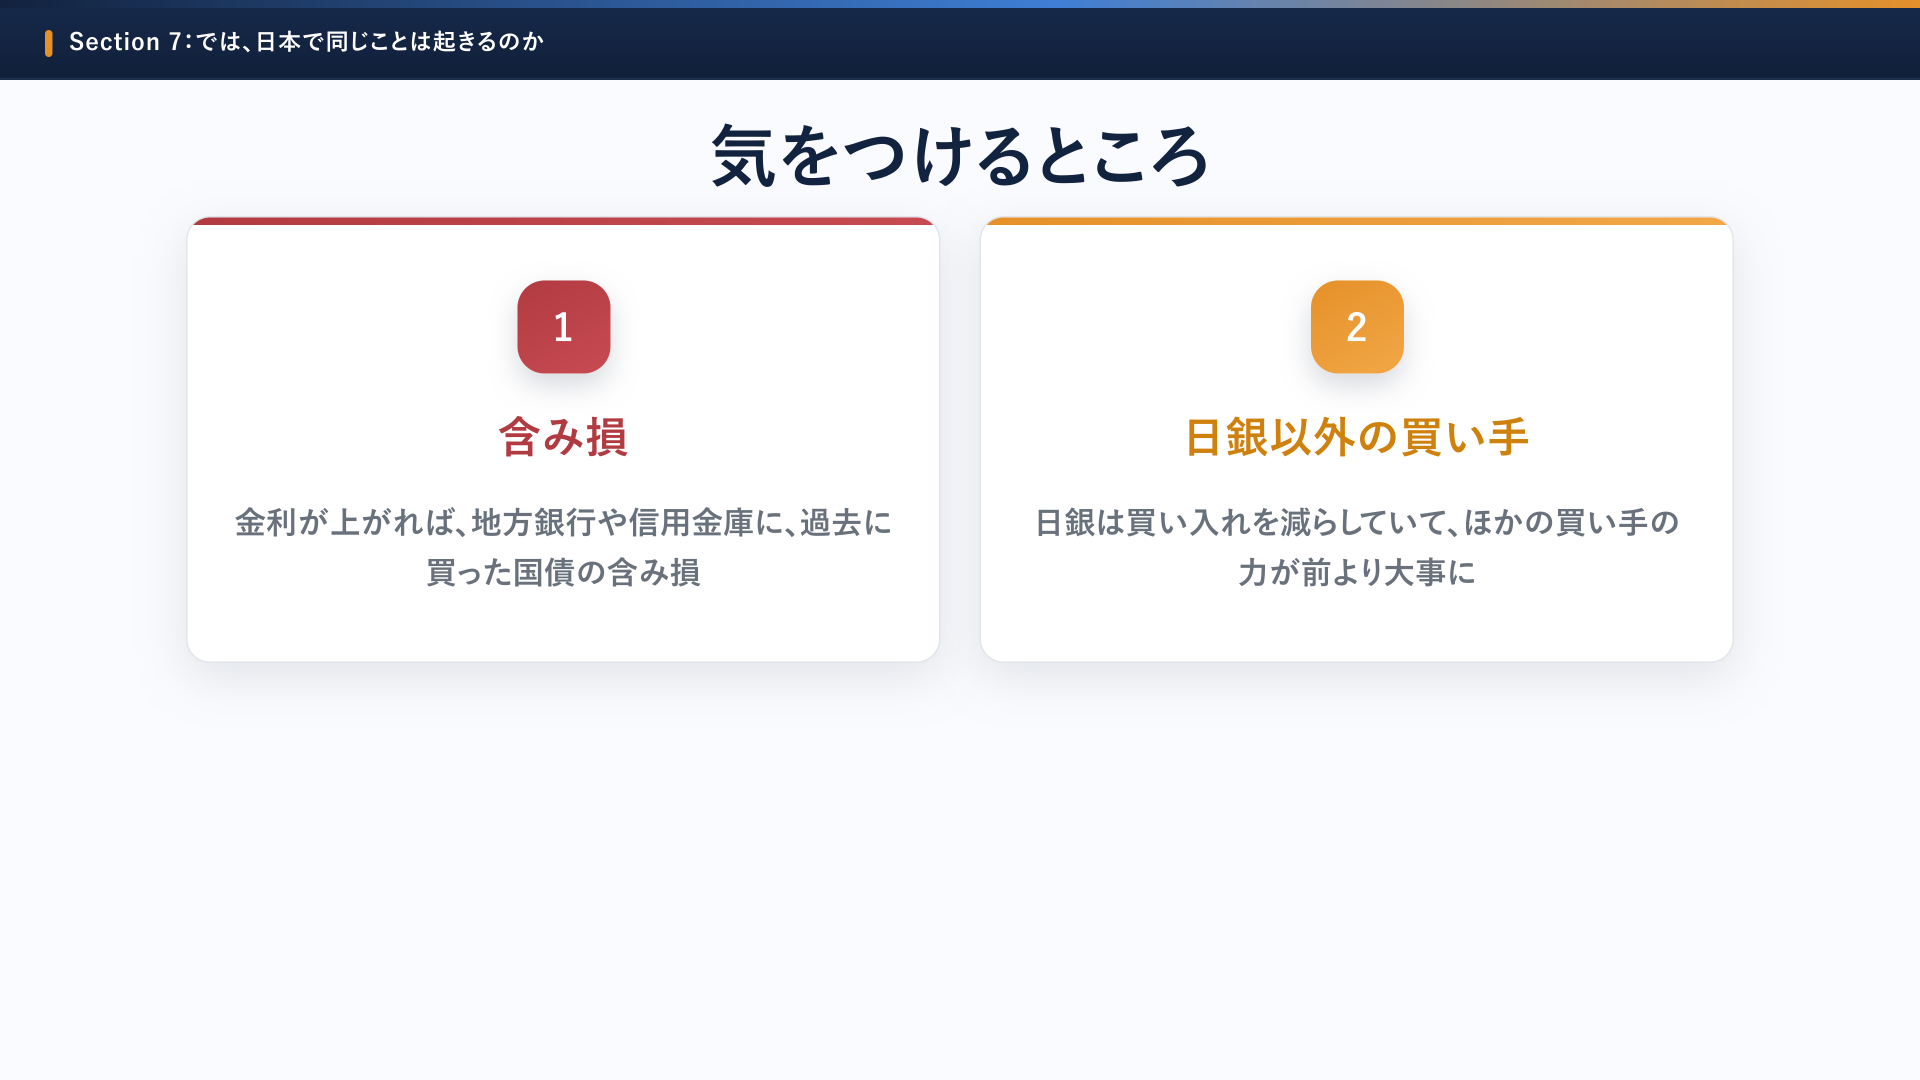 Section 7：では、日本で同じことは起きるのか
気をつけるところ
1
含み損
金利が上がれば、地方銀行や信用金庫に、過去に
買った国債の含み損
2
日銀以外の買い手
日銀は買い入れを減らしていて、ほかの買い手の
力が前より大事に